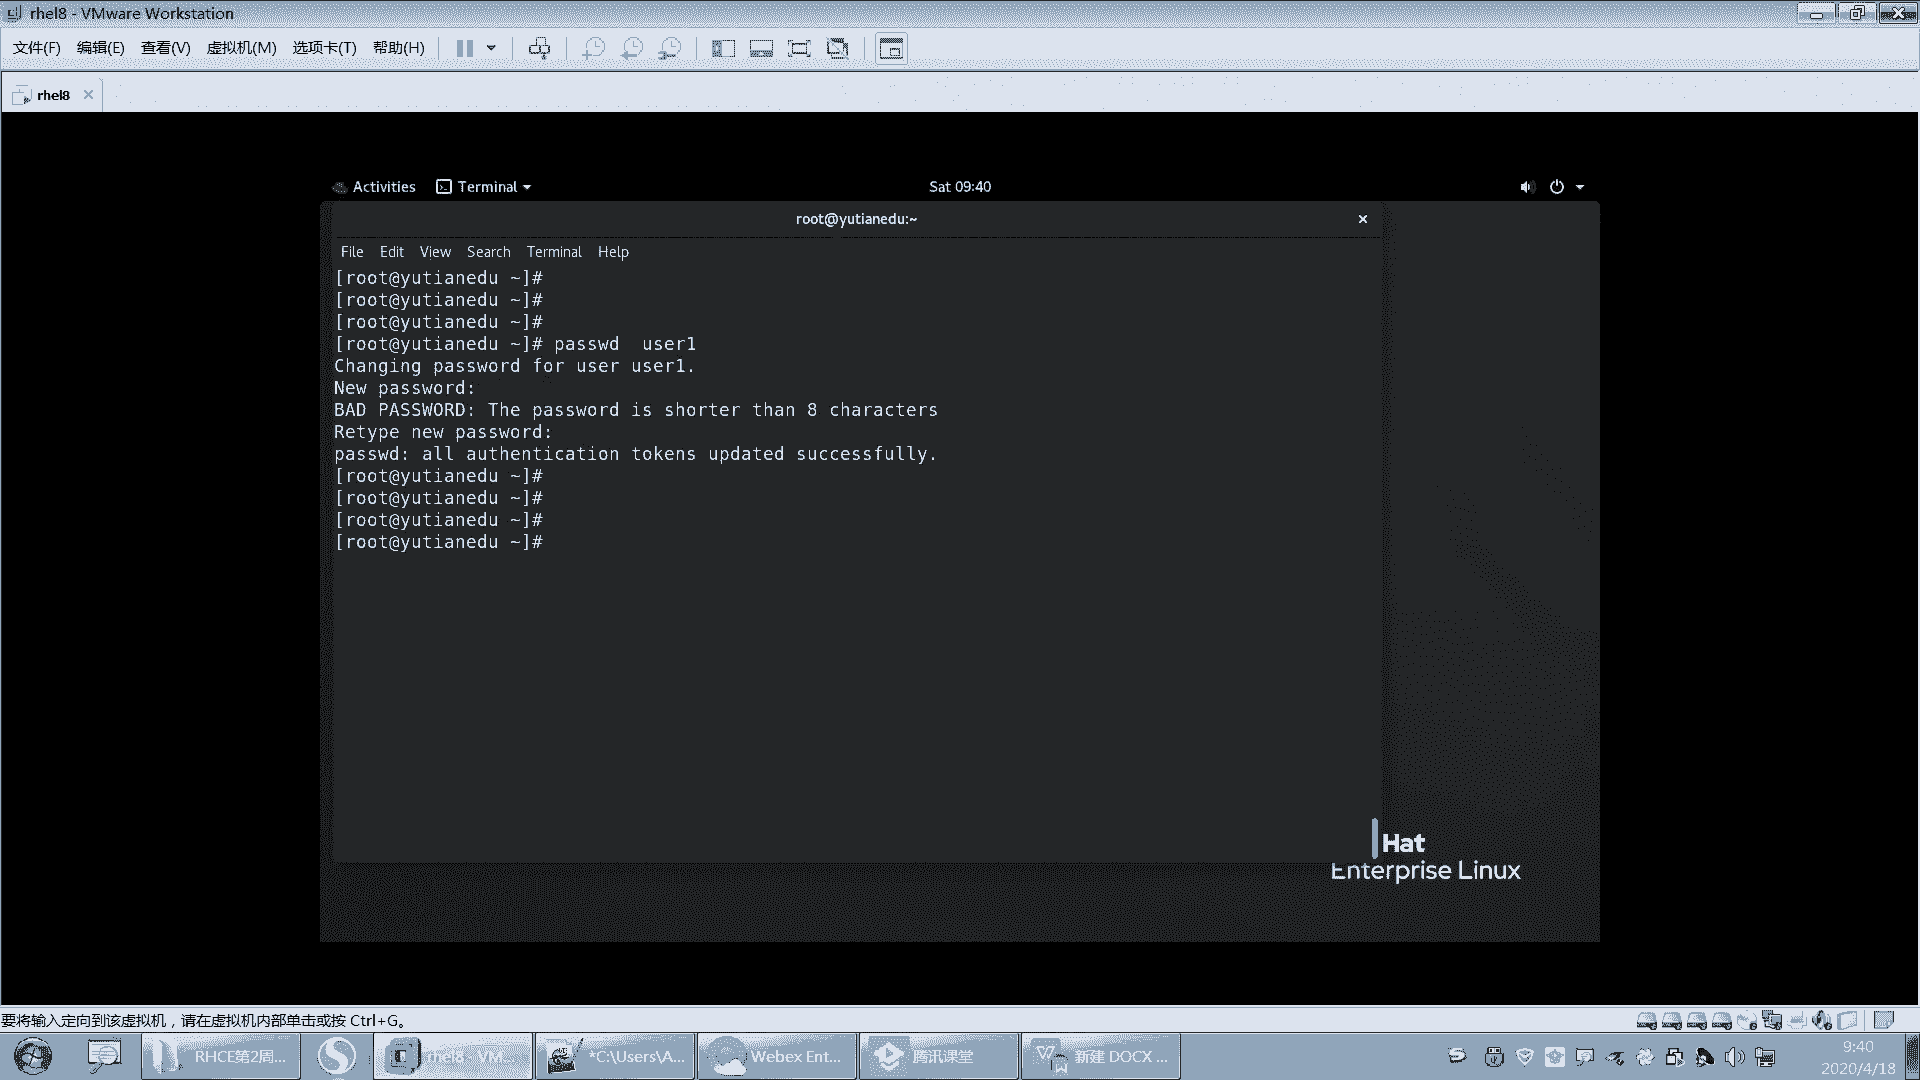 rhel8 - VMware Workstation
文件(F) 编辑(E) 查看(V) 虚拟机(M) 选项卡(T) 帮助(H)
rhel8
Activities Terminal Sat 09:40
root@yutianedu:~
File Edit View Search Terminal Help
[root@yutianedu ~]#
[root@yutianedu ~]#
[root@yutianedu ~]#
[root@yutianedu ~]# passwd  user1
Changing password for user user1.
New password:
BAD PASSWORD: The password is shorter than 8 characters
Retype new password:
passwd: all authentication tokens updated successfully.
[root@yutianedu ~]#
[root@yutianedu ~]#
[root@yutianedu ~]#
[root@yutianedu ~]#
Hat
Enterprise Linux
要将输入定向到该虚拟机，请在虚拟机内部单击或按 Ctrl+G。
RHCE第2周... rhel8 - VM... *C:\Users\A... Webex Ent... 腾讯课堂 新建 DOCX ...
9:40
2020/4/18